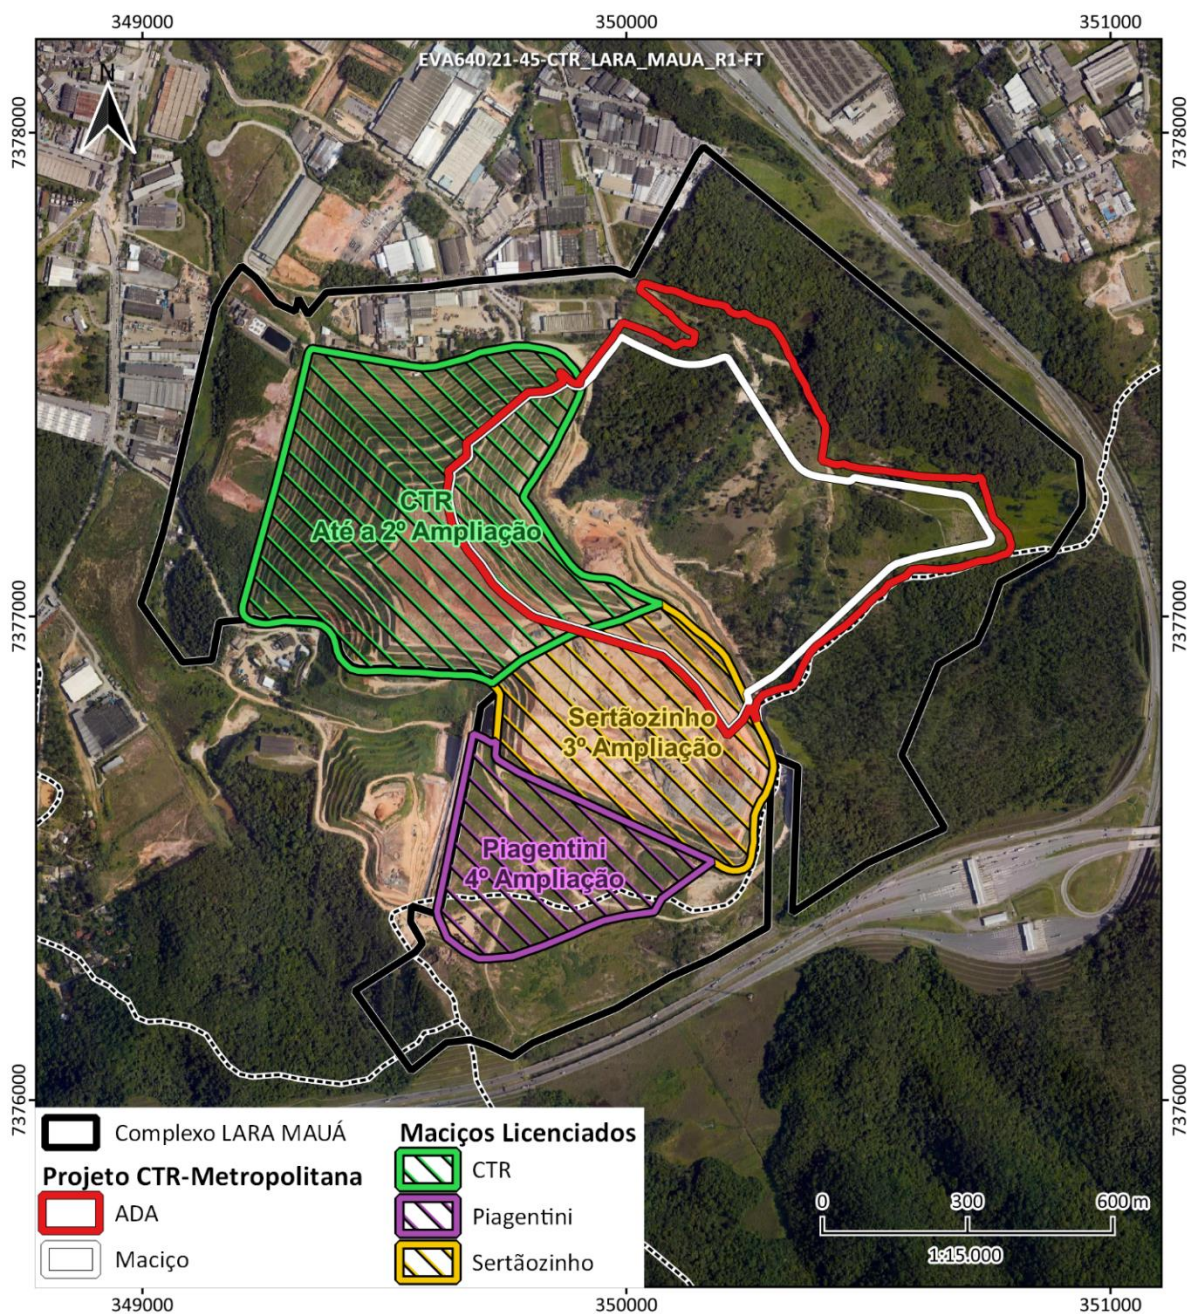 349000
350000
351000
EVA640.21-45-CTR_LARA_MAUA_R1-FT
N
7378000
7378000
CTR
Até a 2º Ampliação
7377000
7377000
Sertãozinho
3º Ampliação
Piagentini
4º Ampliação
7376000
7376000
Complexo LARA MAUÁ
Projeto CTR-Metropolitana
ADA
Maciço
Maciços Licenciados
CTR
Piagentini
Sertãozinho
0
300
600 m
1:15.000
349000
350000
351000